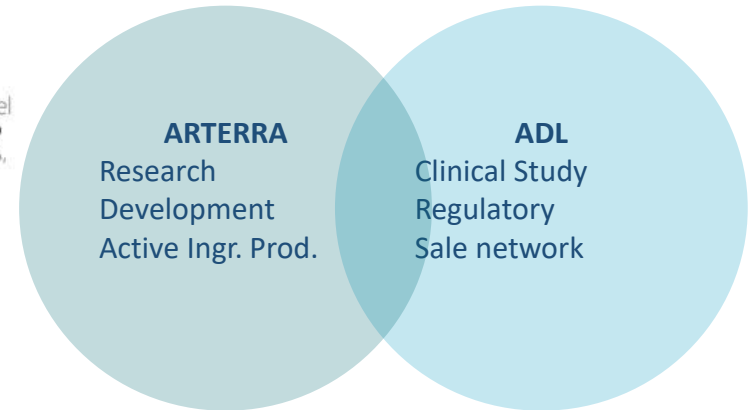 ARTERRA
Research
Development
Active Ingr. Prod.
ADL
Clinical Study
Regulatory
Sale network